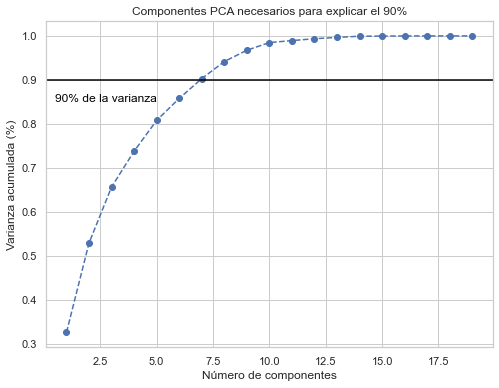 Componentes PCA necesarios para explicar el 90%
1.0
0.9
90% de la varianza
0.8
0.7
0.6
0.5
0.4
0.3
Varianza acumulada (%)
2.5 5.0 7.5 10.0 12.5 15.0 17.5
Número de componentes